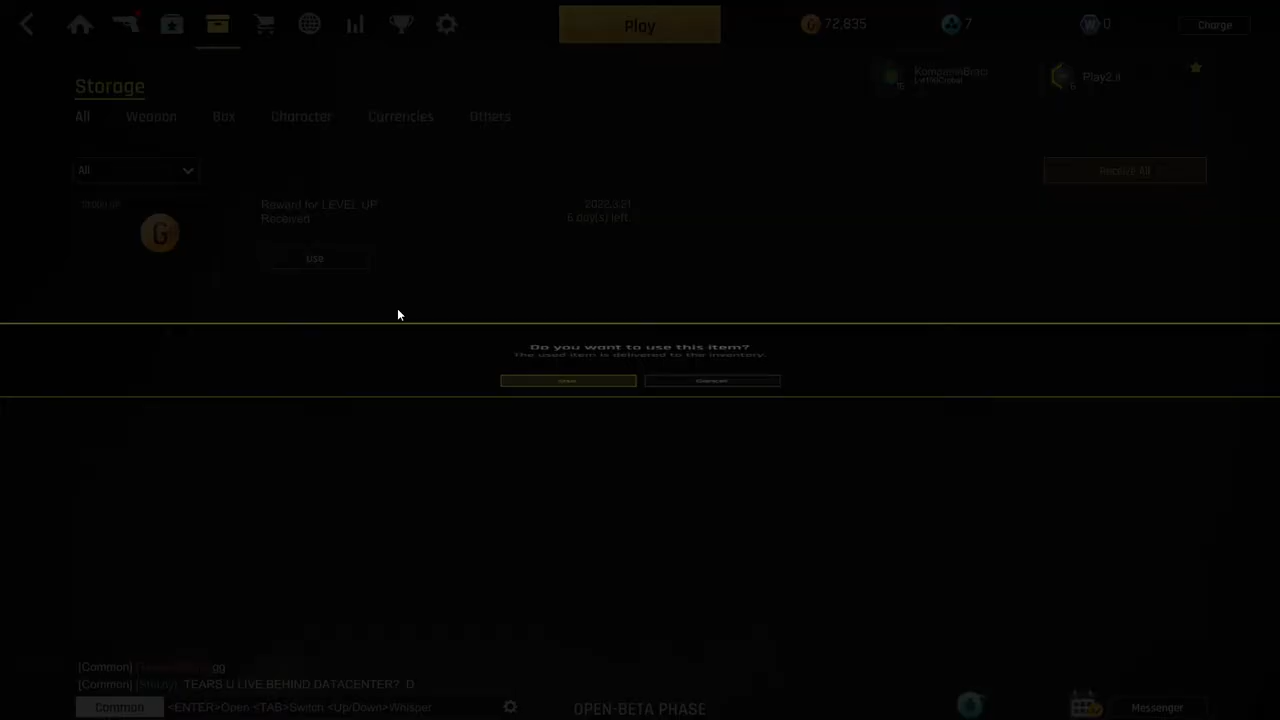 Play
G 72,835
7
W 0
Charge
Storage
Play2.it
All Weapon Box Character Currencies Others
All
Receive All
Reward for LEVEL UP
Received
2022.3.21
6 day(s) left.
G
Use
Do you want to use this item?
The used item is delivered to the inventory.
[Common] gg
[Common] TEARS U LIVE BEHIND DATACENTER? :D
Common <ENTER>Open <TAB>Switch <Up/Down>Whisper
OPEN-BETA PHASE
Messenger